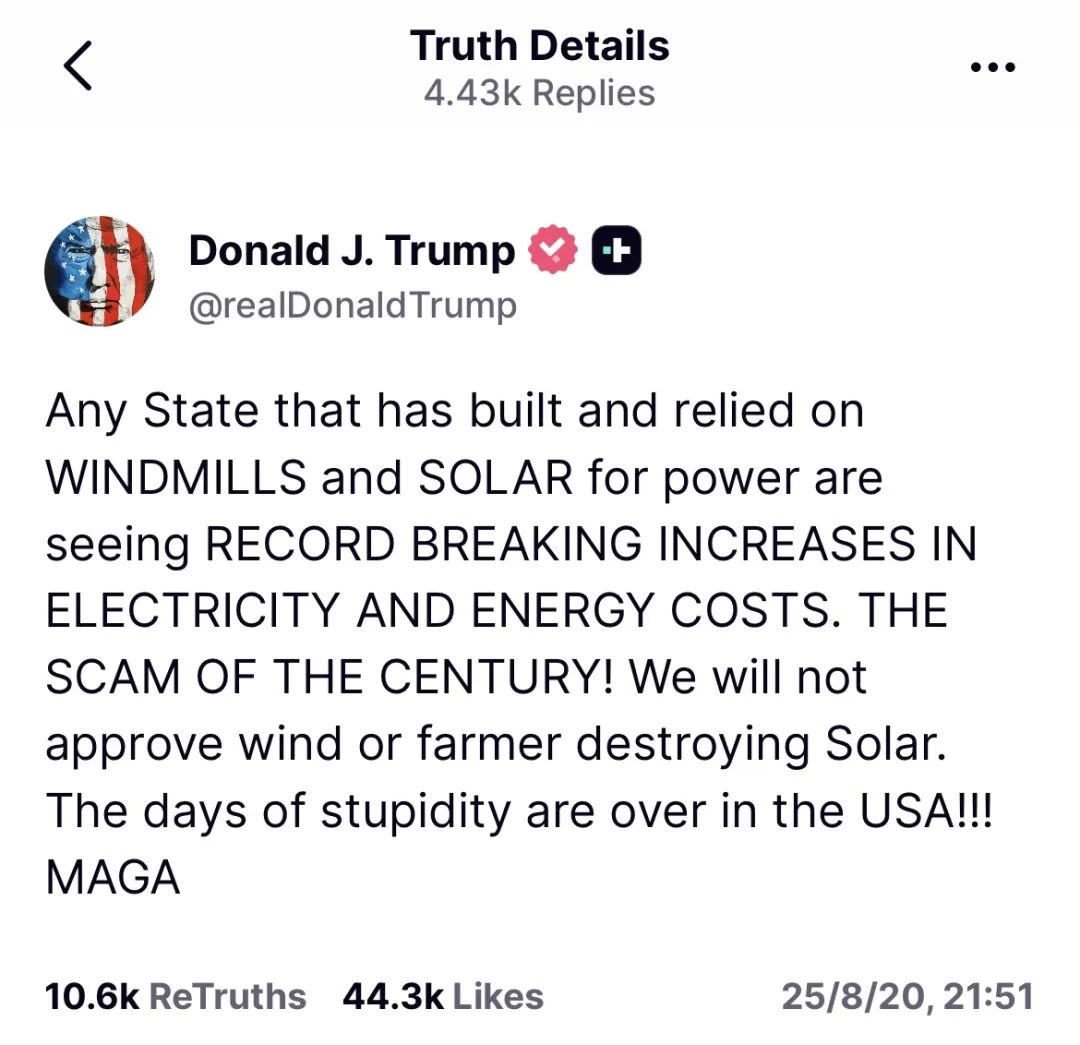 Truth Details
4.43k Replies
Donald J. Trump
@realDonaldTrump
Any State that has built and relied on
WINDMILLS and SOLAR for power are
seeing RECORD BREAKING INCREASES IN
ELECTRICITY AND ENERGY COSTS. THE
SCAM OF THE CENTURY! We will not
approve wind or farmer destroying Solar.
The days of stupidity are over in the USA!!!
MAGA
10.6k ReTruths 44.3k Likes 25/8/20, 21:51